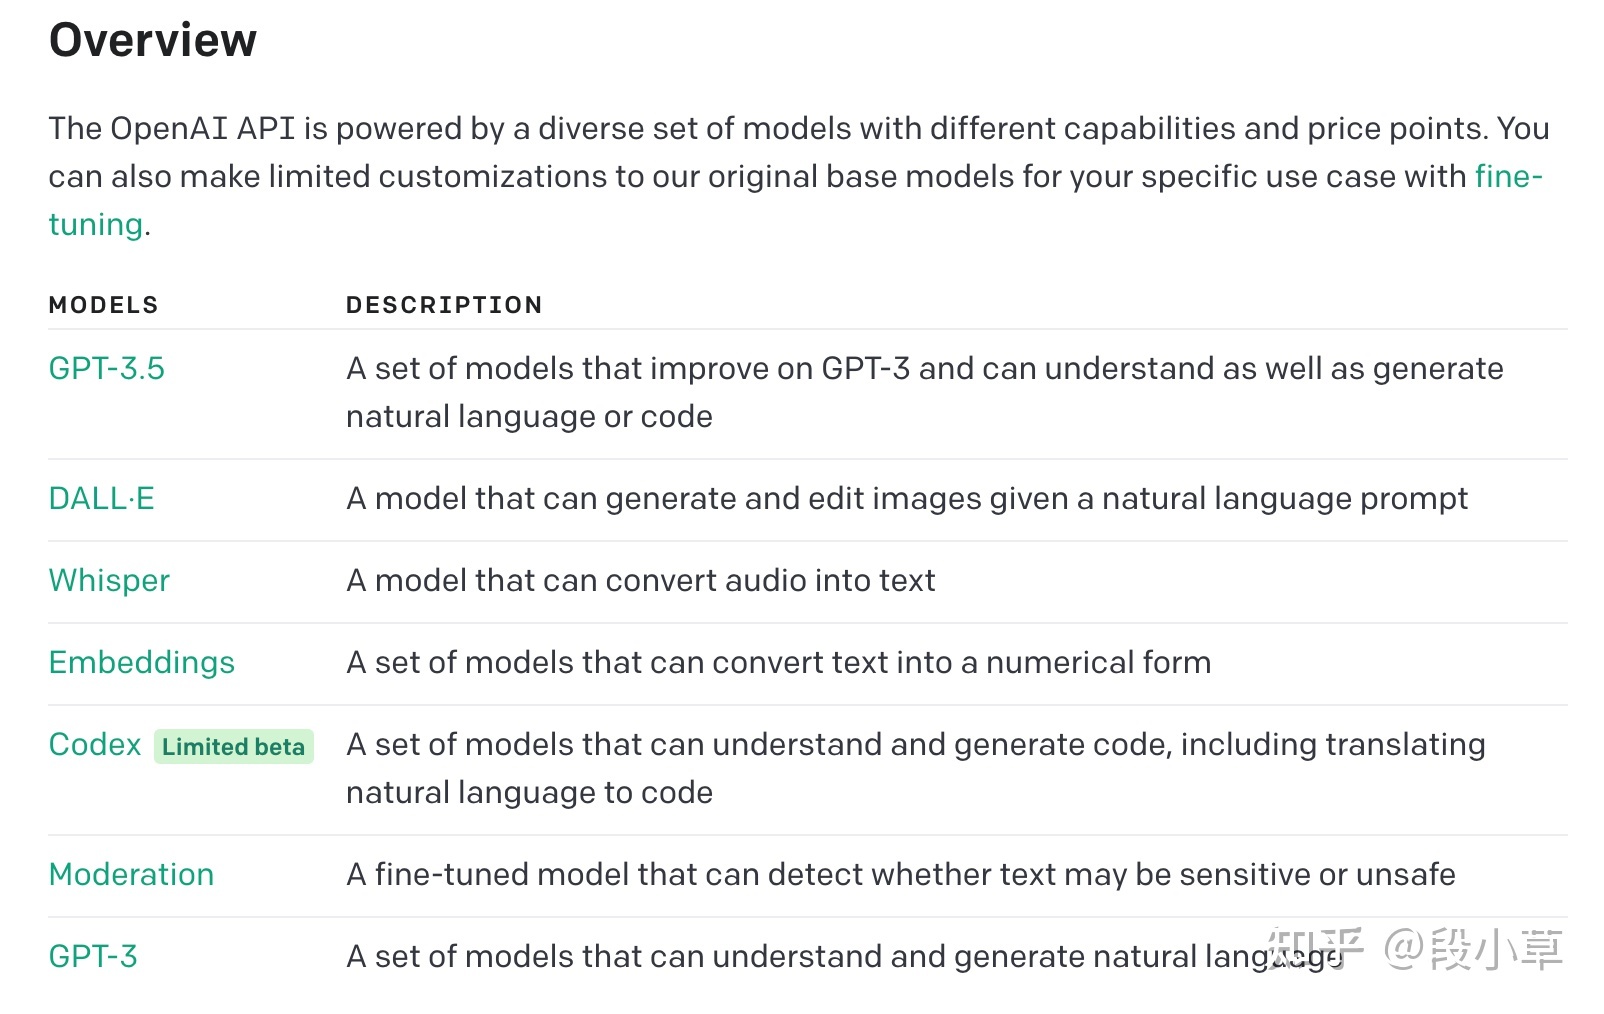 Overview
The OpenAI API is powered by a diverse set of models with different capabilities and price points. You
can also make limited customizations to our original base models for your specific use case with fine-
tuning.
MODELS DESCRIPTION
GPT-3.5 A set of models that improve on GPT-3 and can understand as well as generate
natural language or code
DALL·E A model that can generate and edit images given a natural language prompt
Whisper A model that can convert audio into text
Embeddings A set of models that can convert text into a numerical form
Codex Limited beta A set of models that can understand and generate code, including translating
natural language to code
Moderation A fine-tuned model that can detect whether text may be sensitive or unsafe
GPT-3 A set of models that can understand and generate natural language
知乎 @段小草